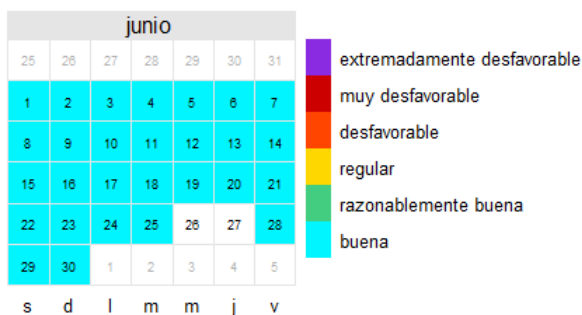 junio
25 26 27 28 29 30 31
1 2 3 4 5 6 7
8 9 10 11 12 13 14
15 16 17 18 19 20 21
22 23 24 25 26 27 28
29 30 1 2 3 4 5
s d l m m j v
extremadamente desfavorable
muy desfavorable
desfavorable
regular
razonablemente buena
buena